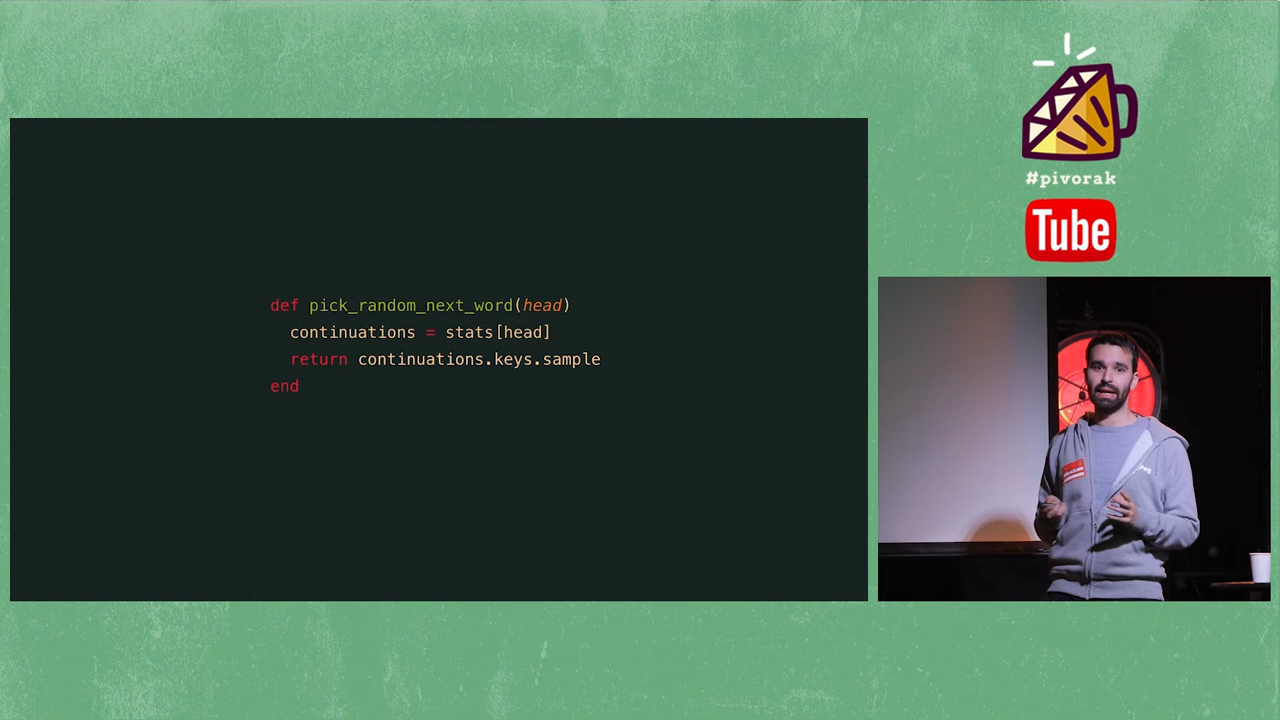 def pick_random_next_word(head)
  continuations = stats[head]
  return continuations.keys.sample
end
#pivorak
Tube